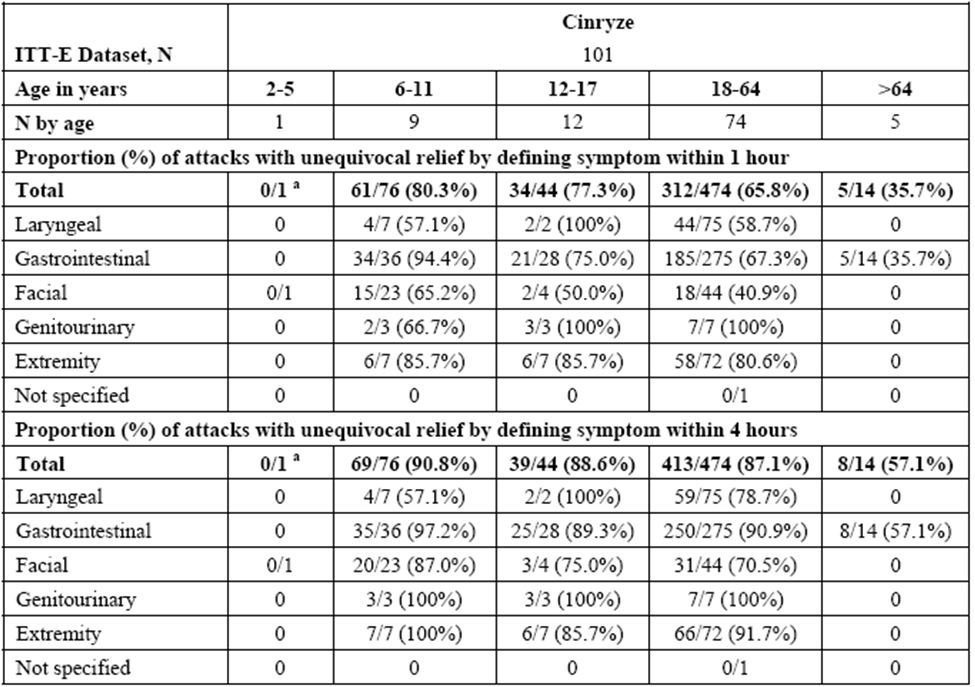 Cinryze
ITT-E Dataset, N 101
Age in years 2-5 6-11 12-17 18-64 >64
N by age 1 9 12 74 5
Proportion (%) of attacks with unequivocal relief by defining symptom within 1 hour
Total 0/1 a 61/76 (80.3%) 34/44 (77.3%) 312/474 (65.8%) 5/14 (35.7%)
Laryngeal 0 4/7 (57.1%) 2/2 (100%) 44/75 (58.7%) 0
Gastrointestinal 0 34/36 (94.4%) 21/28 (75.0%) 185/275 (67.3%) 5/14 (35.7%)
Facial 0/1 15/23 (65.2%) 2/4 (50.0%) 18/44 (40.9%) 0
Genitourinary 0 2/3 (66.7%) 3/3 (100%) 7/7 (100%) 0
Extremity 0 6/7 (85.7%) 6/7 (85.7%) 58/72 (80.6%) 0
Not specified 0 0 0 0/1 0
Proportion (%) of attacks with unequivocal relief by defining symptom within 4 hours
Total 0/1 a 69/76 (90.8%) 39/44 (88.6%) 413/474 (87.1%) 8/14 (57.1%)
Laryngeal 0 4/7 (57.1%) 2/2 (100%) 59/75 (78.7%) 0
Gastrointestinal 0 35/36 (97.2%) 25/28 (89.3%) 250/275 (90.9%) 8/14 (57.1%)
Facial 0/1 20/23 (87.0%) 3/4 (75.0%) 31/44 (70.5%) 0
Genitourinary 0 3/3 (100%) 3/3 (100%) 7/7 (100%) 0
Extremity 0 7/7 (100%) 6/7 (85.7%) 66/72 (91.7%) 0
Not specified 0 0 0 0/1 0